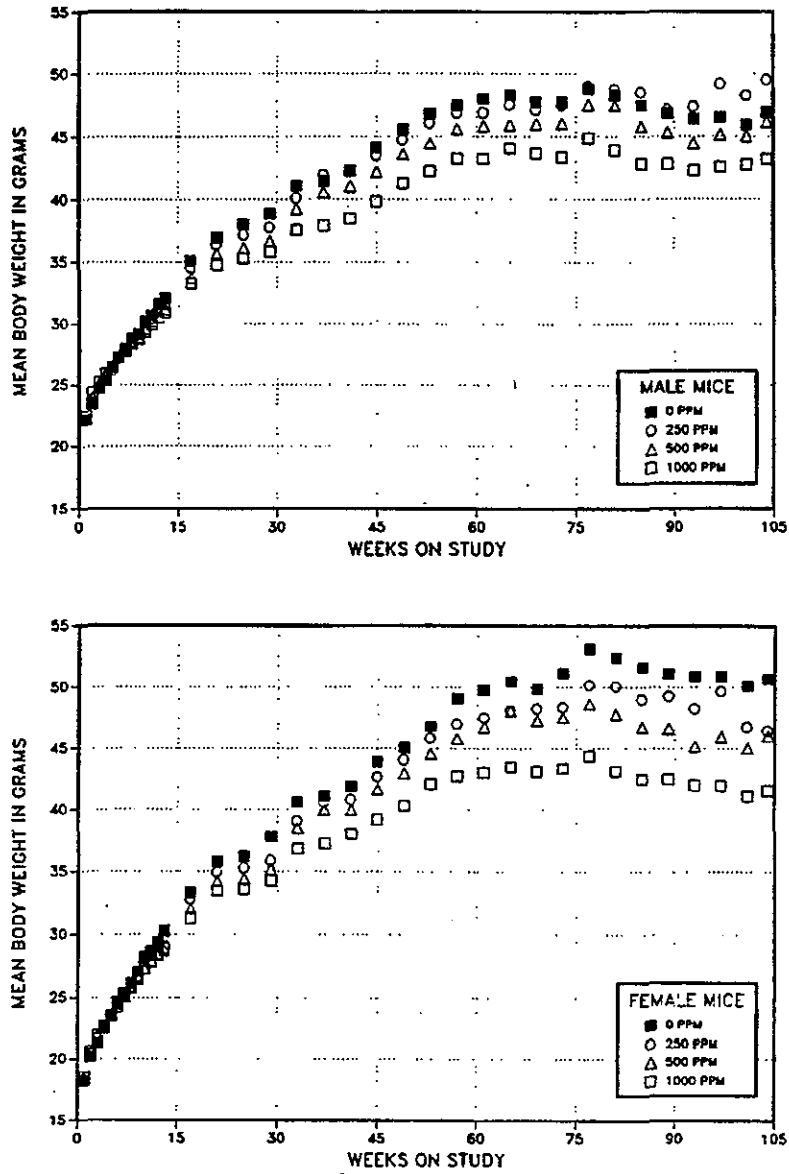 MEAN BODY WEIGHT IN GRAMS
55
50
45
40
35
30
25
20
15
MALE MICE
0 PPM
250 PPM
500 PPM
1000 PPM
0 15 30 45 60 75 90 105
WEEKS ON STUDY
MEAN BODY WEIGHT IN GRAMS
55
50
45
40
35
30
25
20
15
FEMALE MICE
0 PPM
250 PPM
500 PPM
1000 PPM
0 15 30 45 60 75 90 105
WEEKS ON STUDY